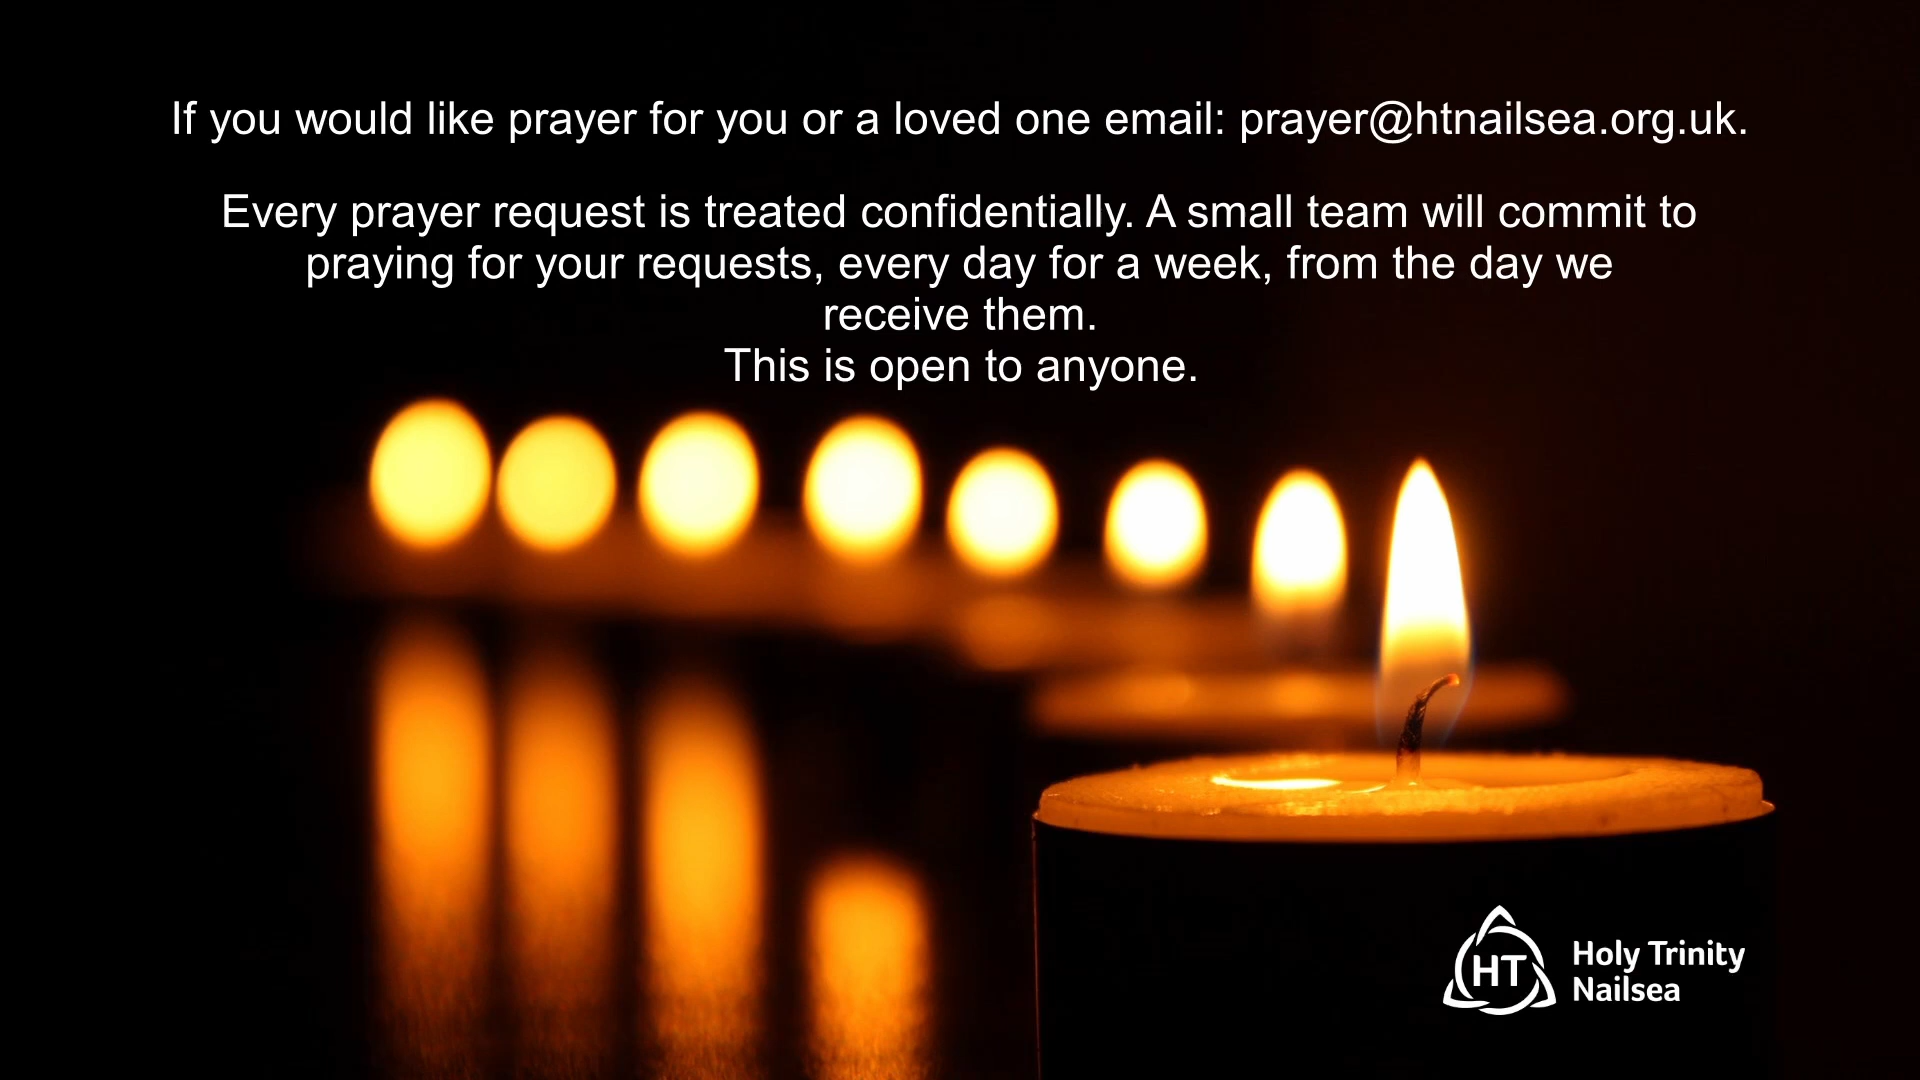 If you would like prayer for you or a loved one email: prayer@htnailsea.org.uk.
Every prayer request is treated confidentially. A small team will commit to
praying for your requests, every day for a week, from the day we
receive them.
This is open to anyone.
HT
Holy Trinity
Nailsea